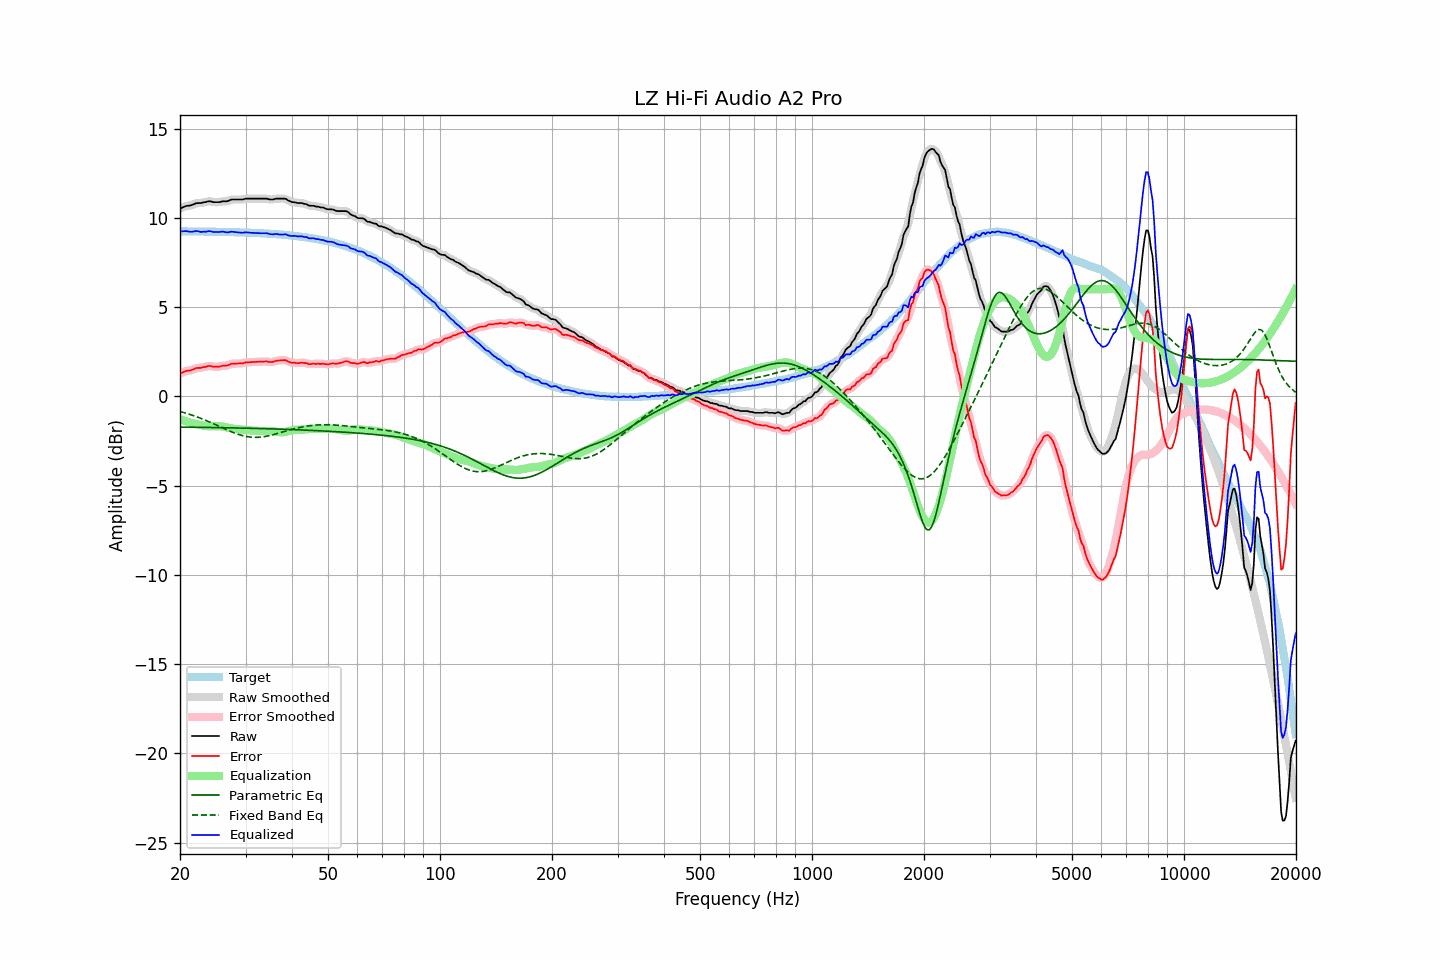 LZ Hi-Fi Audio A2 Pro
15
10
5
0
−5
−10
−15
−20
−25
Amplitude (dBr)
Target
Raw Smoothed
Error Smoothed
Raw
Error
Equalization
Parametric Eq
Fixed Band Eq
Equalized
20 50 100 200 500 1000 2000 5000 10000 20000
Frequency (Hz)